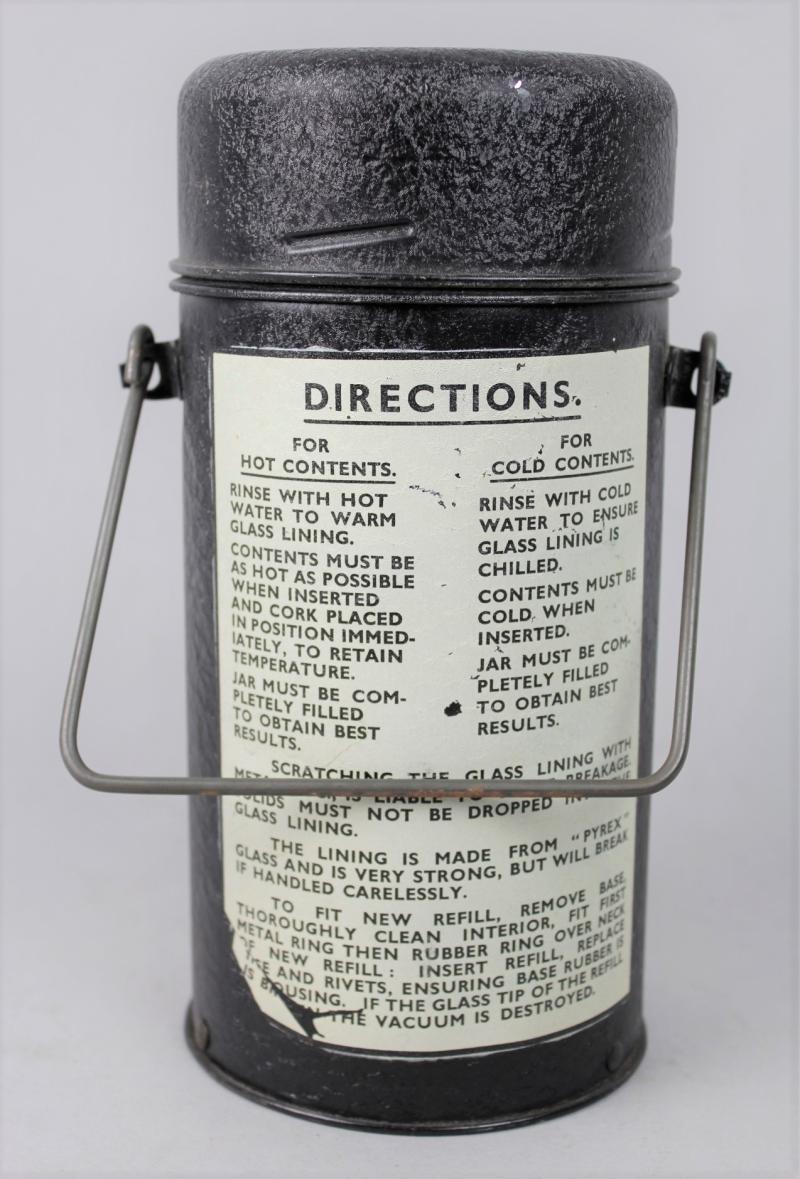 DIRECTIONS.
FOR
HOT CONTENTS.
RINSE WITH HOT
WATER TO WARM
GLASS LINING.
CONTENTS MUST BE
AS HOT AS POSSIBLE
WHEN INSERTED
AND CORK PLACED
IN POSITION IMMED-
IATELY, TO RETAIN
TEMPERATURE.
JAR MUST BE COM-
PLETELY FILLED
TO OBTAIN BEST
RESULTS.
FOR
COLD CONTENTS.
RINSE WITH COLD
WATER TO ENSURE
GLASS LINING IS
CHILLED.
CONTENTS MUST BE
COLD WHEN
INSERTED.
JAR MUST BE COM-
PLETELY FILLED
TO OBTAIN BEST
RESULTS.
SCRATCHING THE GLASS LINING WITH
IS LIABLE TO BREAKAGE.
SOLIDS MUST NOT BE DROPPED
GLASS LINING.
THE LINING IS MADE FROM "PYREX"
GLASS AND IS VERY STRONG, BUT WILL BREAK
IF HANDLED CARELESSLY.
TO FIT NEW REFILL, REMOVE BASE,
THOROUGHLY CLEAN INTERIOR, FIT FIRST
METAL RING THEN RUBBER RING OVER NECK
OF NEW REFILL: INSERT REFILL, REPLACE
AND RIVETS, ENSURING BASE RUBBER IS
IF THE GLASS TIP OF THE REFILL
THE VACUUM IS DESTROYED.